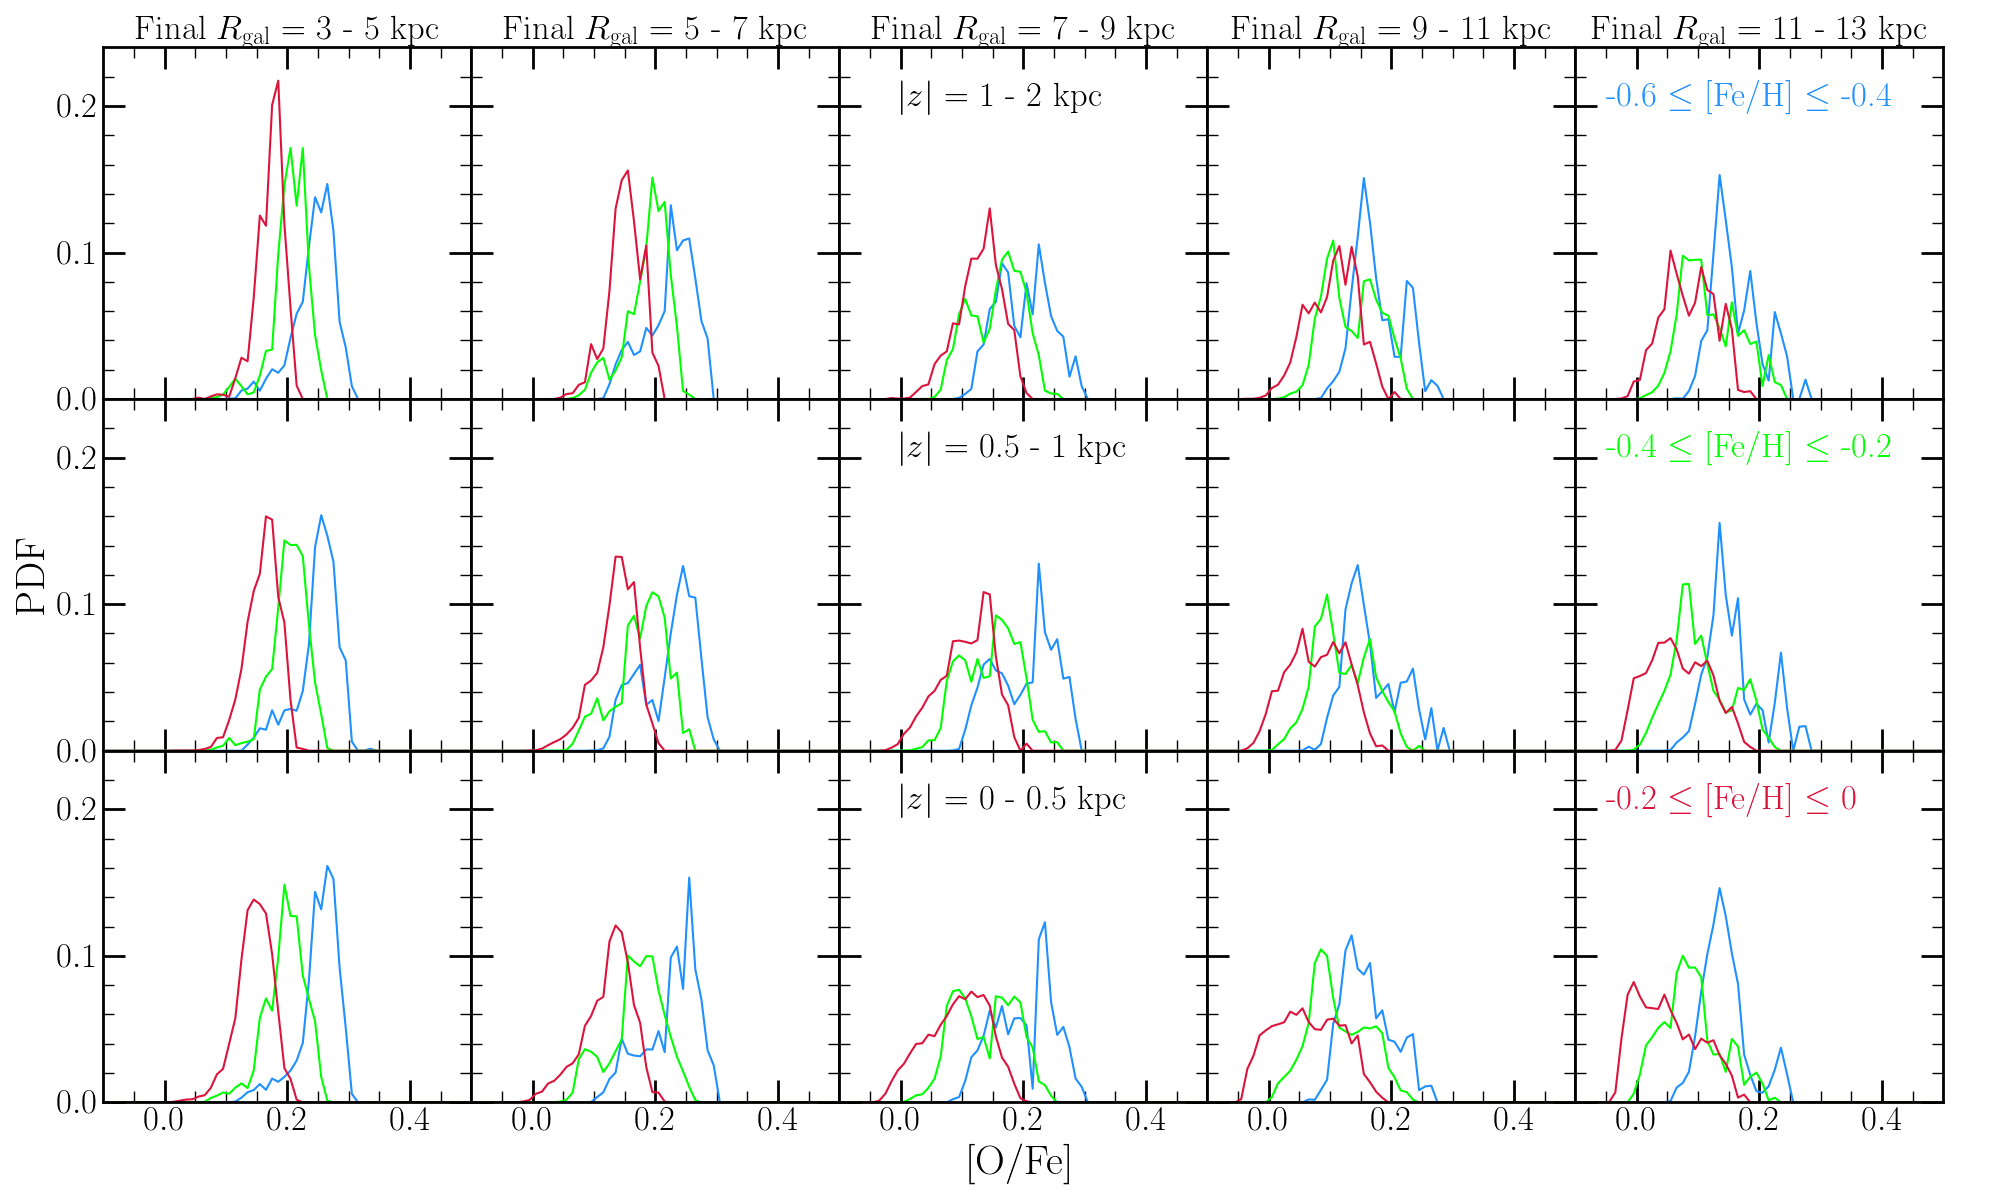 Final R_gal = 3 - 5 kpc
Final R_gal = 5 - 7 kpc
Final R_gal = 7 - 9 kpc
Final R_gal = 9 - 11 kpc
Final R_gal = 11 - 13 kpc
|z| = 1 - 2 kpc
-0.6 ≤ [Fe/H] ≤ -0.4
0.2
0.1
0.0
|z| = 0.5 - 1 kpc
-0.4 ≤ [Fe/H] ≤ -0.2
0.2
0.1
0.0
PDF
|z| = 0 - 0.5 kpc
-0.2 ≤ [Fe/H] ≤ 0
0.2
0.1
0.0
0.0 0.2 0.4
0.0 0.2 0.4
0.0 0.2 0.4
0.0 0.2 0.4
0.0 0.2 0.4
[O/Fe]